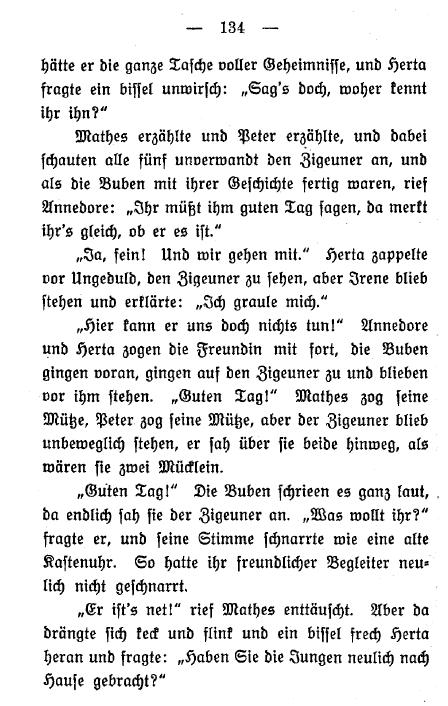 — 134 —
hätte er die ganze Tasche voller Geheimnisse, und Herta
fragte ein bissel unwirsch: „Sag's doch, woher kennt
ihr ihn?“
Mathes erzählte und Peter erzählte, und dabei
schauten alle fünf unverwandt den Zigeuner an, und
als die Buben mit ihrer Geschichte fertig waren, rief
Annedore: „Ihr müßt ihm guten Tag sagen, da merkt
ihr's gleich, ob er es ist.“
„Ja, fein! Und wir gehen mit.“ Herta zappelte
vor Ungeduld, den Zigeuner zu sehen, aber Irene blieb
stehen und erklärte: „Ich graule mich.“
„Hier kann er uns doch nichts tun!“ Annedore
und Herta zogen die Freundin mit fort, die Buben
gingen voran, gingen auf den Zigeuner zu und blieben
vor ihm stehen. „Guten Tag!“ Mathes zog seine
Mütze, Peter zog seine Mütze, aber der Zigeuner blieb
unbeweglich stehen, er sah über sie beide hinweg, als
wären sie zwei Mücklein.
„Guten Tag!“ Die Buben schrieen es ganz laut,
da endlich sah sie der Zigeuner an. „Was wollt ihr?“
fragte er, und seine Stimme schnarrte wie eine alte
Kastenuhr. So hatte ihr freundlicher Begleiter neu-
lich nicht geschnarrt.
„Er ist's net!“ rief Mathes enttäuscht. Aber da
drängte sich keck und flink und ein bissel frech Herta
heran und fragte: „Haben Sie die Jungen neulich nach
Hause gebracht?“